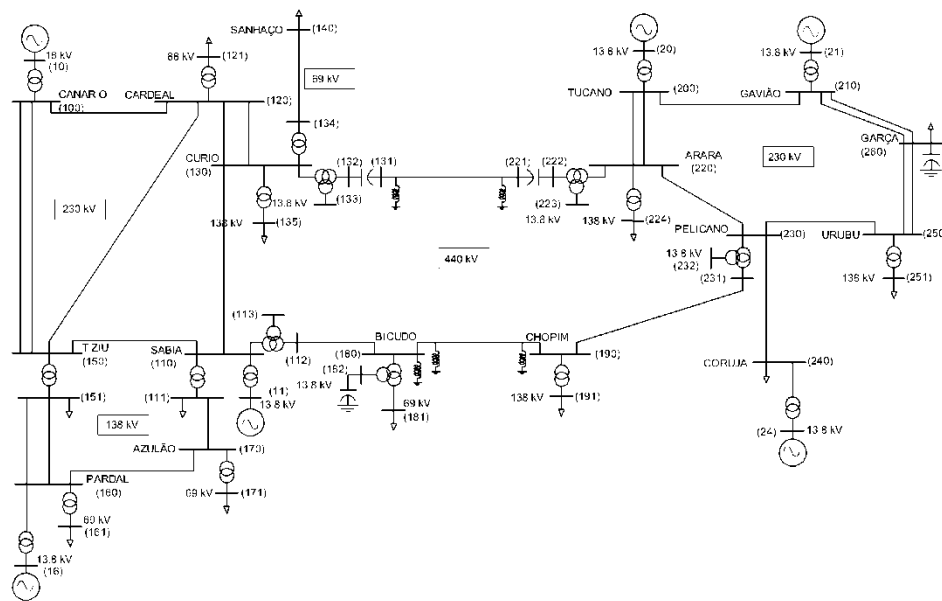 SANHAÇO
(140)
18 kV
(10)
88 kV
(121)
69 kV
13.8 kV
(20)
13.8 kV
(21)
CANARIO
(100)
CARDEAL
(120)
TUCANO
(200)
GAVIÃO
(210)
(134)
GARÇA
(260)
CURIO
(130)
(132)
(131)
(221)
(222)
ARARA
(220)
230 kV
13.8 kV
(133)
(223)
13.8 kV
138 kV
(135)
138 kV
(224)
230 kV
PELICANO
(230)
URUBU
(250)
440 kV
13.8 kV
(232)
(231)
138 kV
(251)
(113)
TIZIU
(150)
SABIA
(110)
(112)
BICUDO
(180)
CHOPIM
(190)
CORUJA
(240)
(182)
13.8 kV
(11)
13.8 kV
(151)
(111)
69 kV
(181)
138 kV
(191)
138 kV
AZULÃO
(170)
(24)
13.8 kV
PARDAL
(160)
69 kV
(171)
69 kV
(161)
13.8 kV
(16)